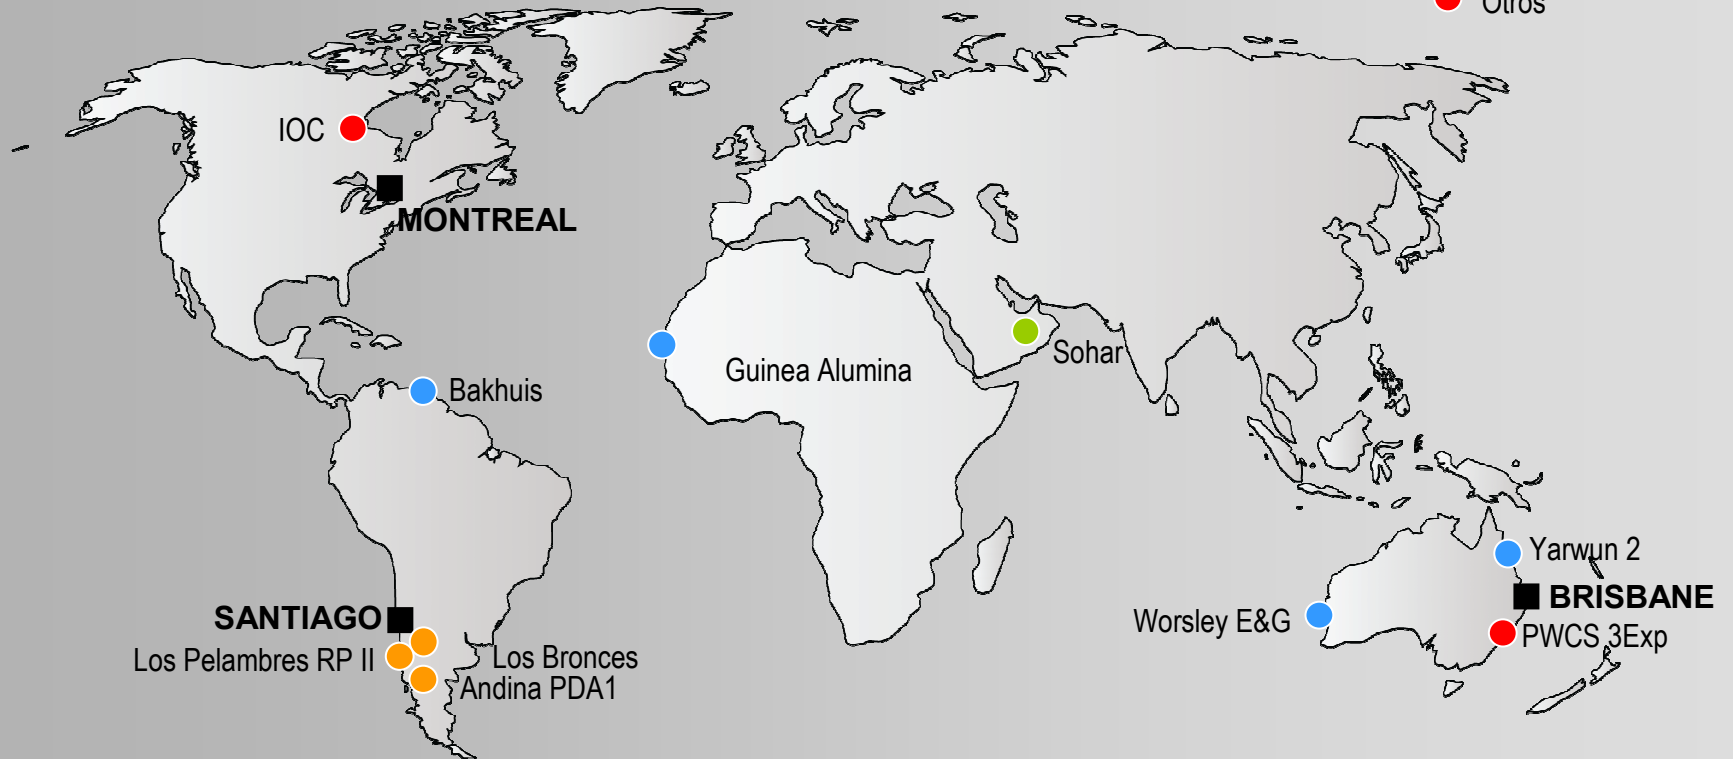 Otros
IOC
MONTREAL
Sohar
Guinea Alumina
Bakhuis
Yarwun 2
BRISBANE
SANTIAGO
Worsley E&G
PWCS 3Exp
Los Pelambres RP II
Los Bronces
Andina PDA1